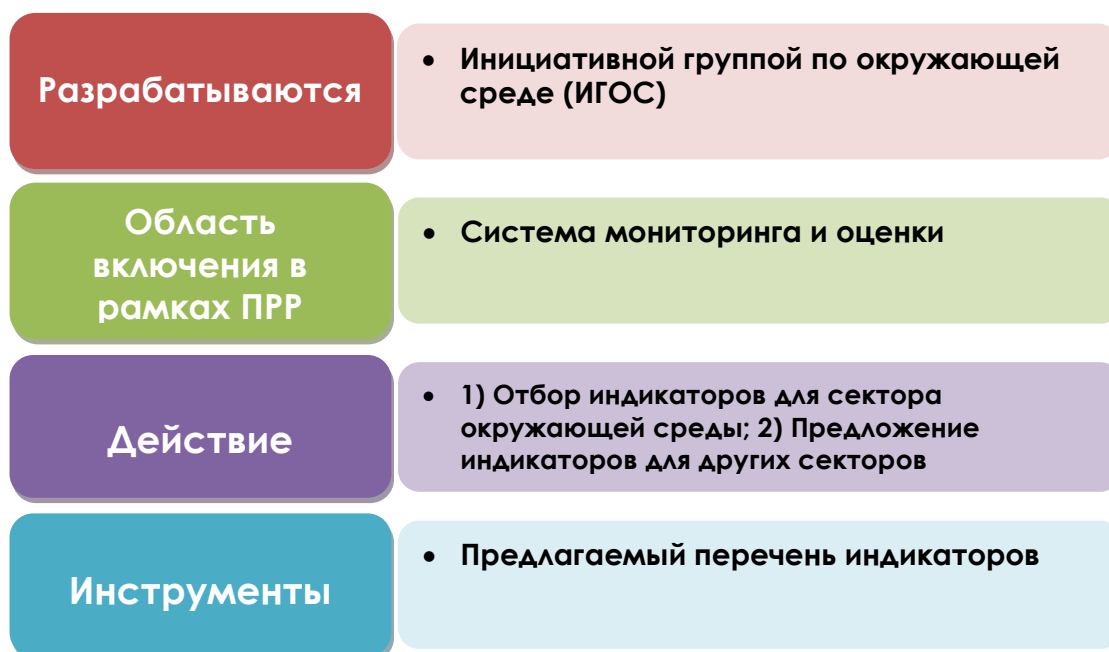 Разрабатываются
• Инициативной группой по окружающей
среде (ИГОС)
Область
включения в
рамках ПРР
• Система мониторинга и оценки
Действие
• 1) Отбор индикаторов для сектора
окружающей среды; 2) Предложение
индикаторов для других секторов
Инструменты
• Предлагаемый перечень индикаторов